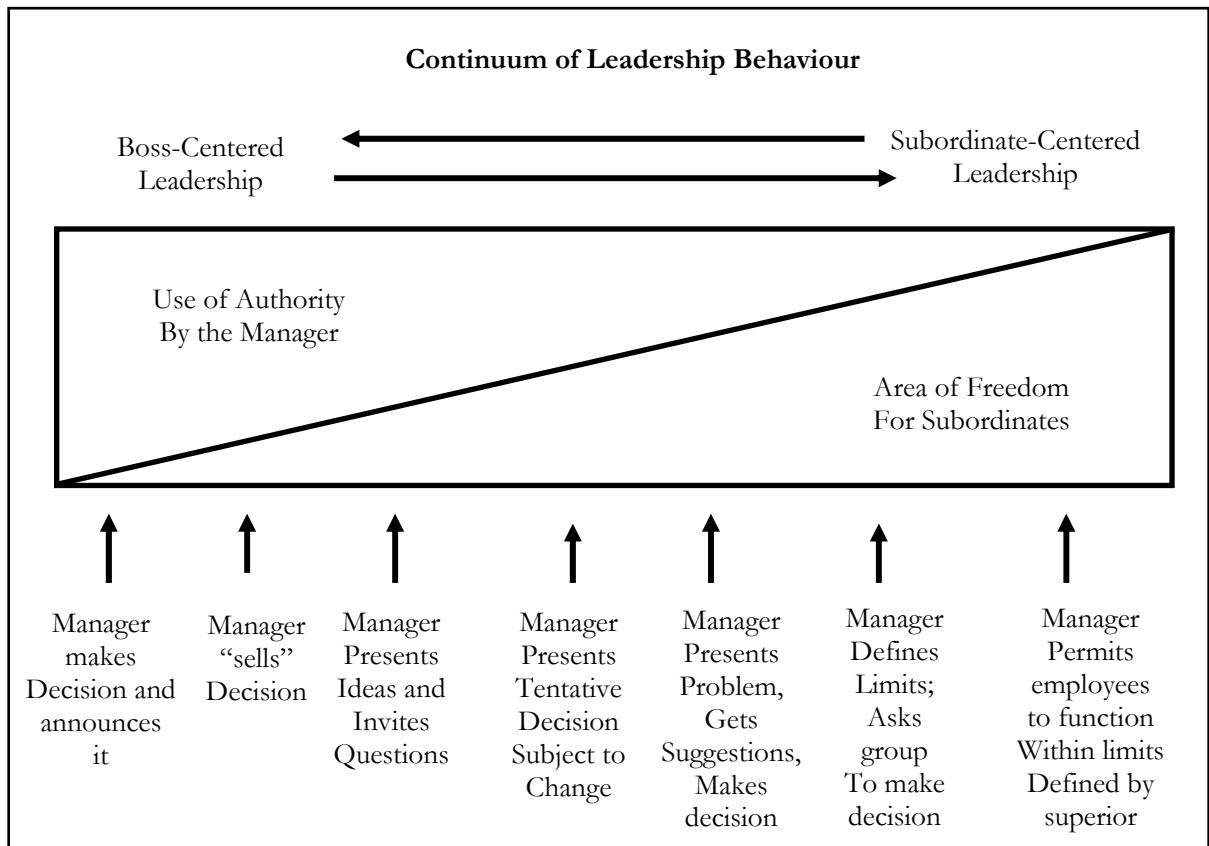 Continuum of Leadership Behaviour
Boss-Centered
Leadership
Subordinate-Centered
Leadership
Use of Authority
By the Manager
Area of Freedom
For Subordinates
Manager
makes
Decision and
announces
it
Manager
“sells”
Decision
Manager
Presents
Ideas and
Invites
Questions
Manager
Presents
Tentative
Decision
Subject to
Change
Manager
Presents
Problem,
Gets
Suggestions,
Makes
decision
Manager
Defines
Limits;
Asks
group
To make
decision
Manager
Permits
employees
to function
Within limits
Defined by
superior